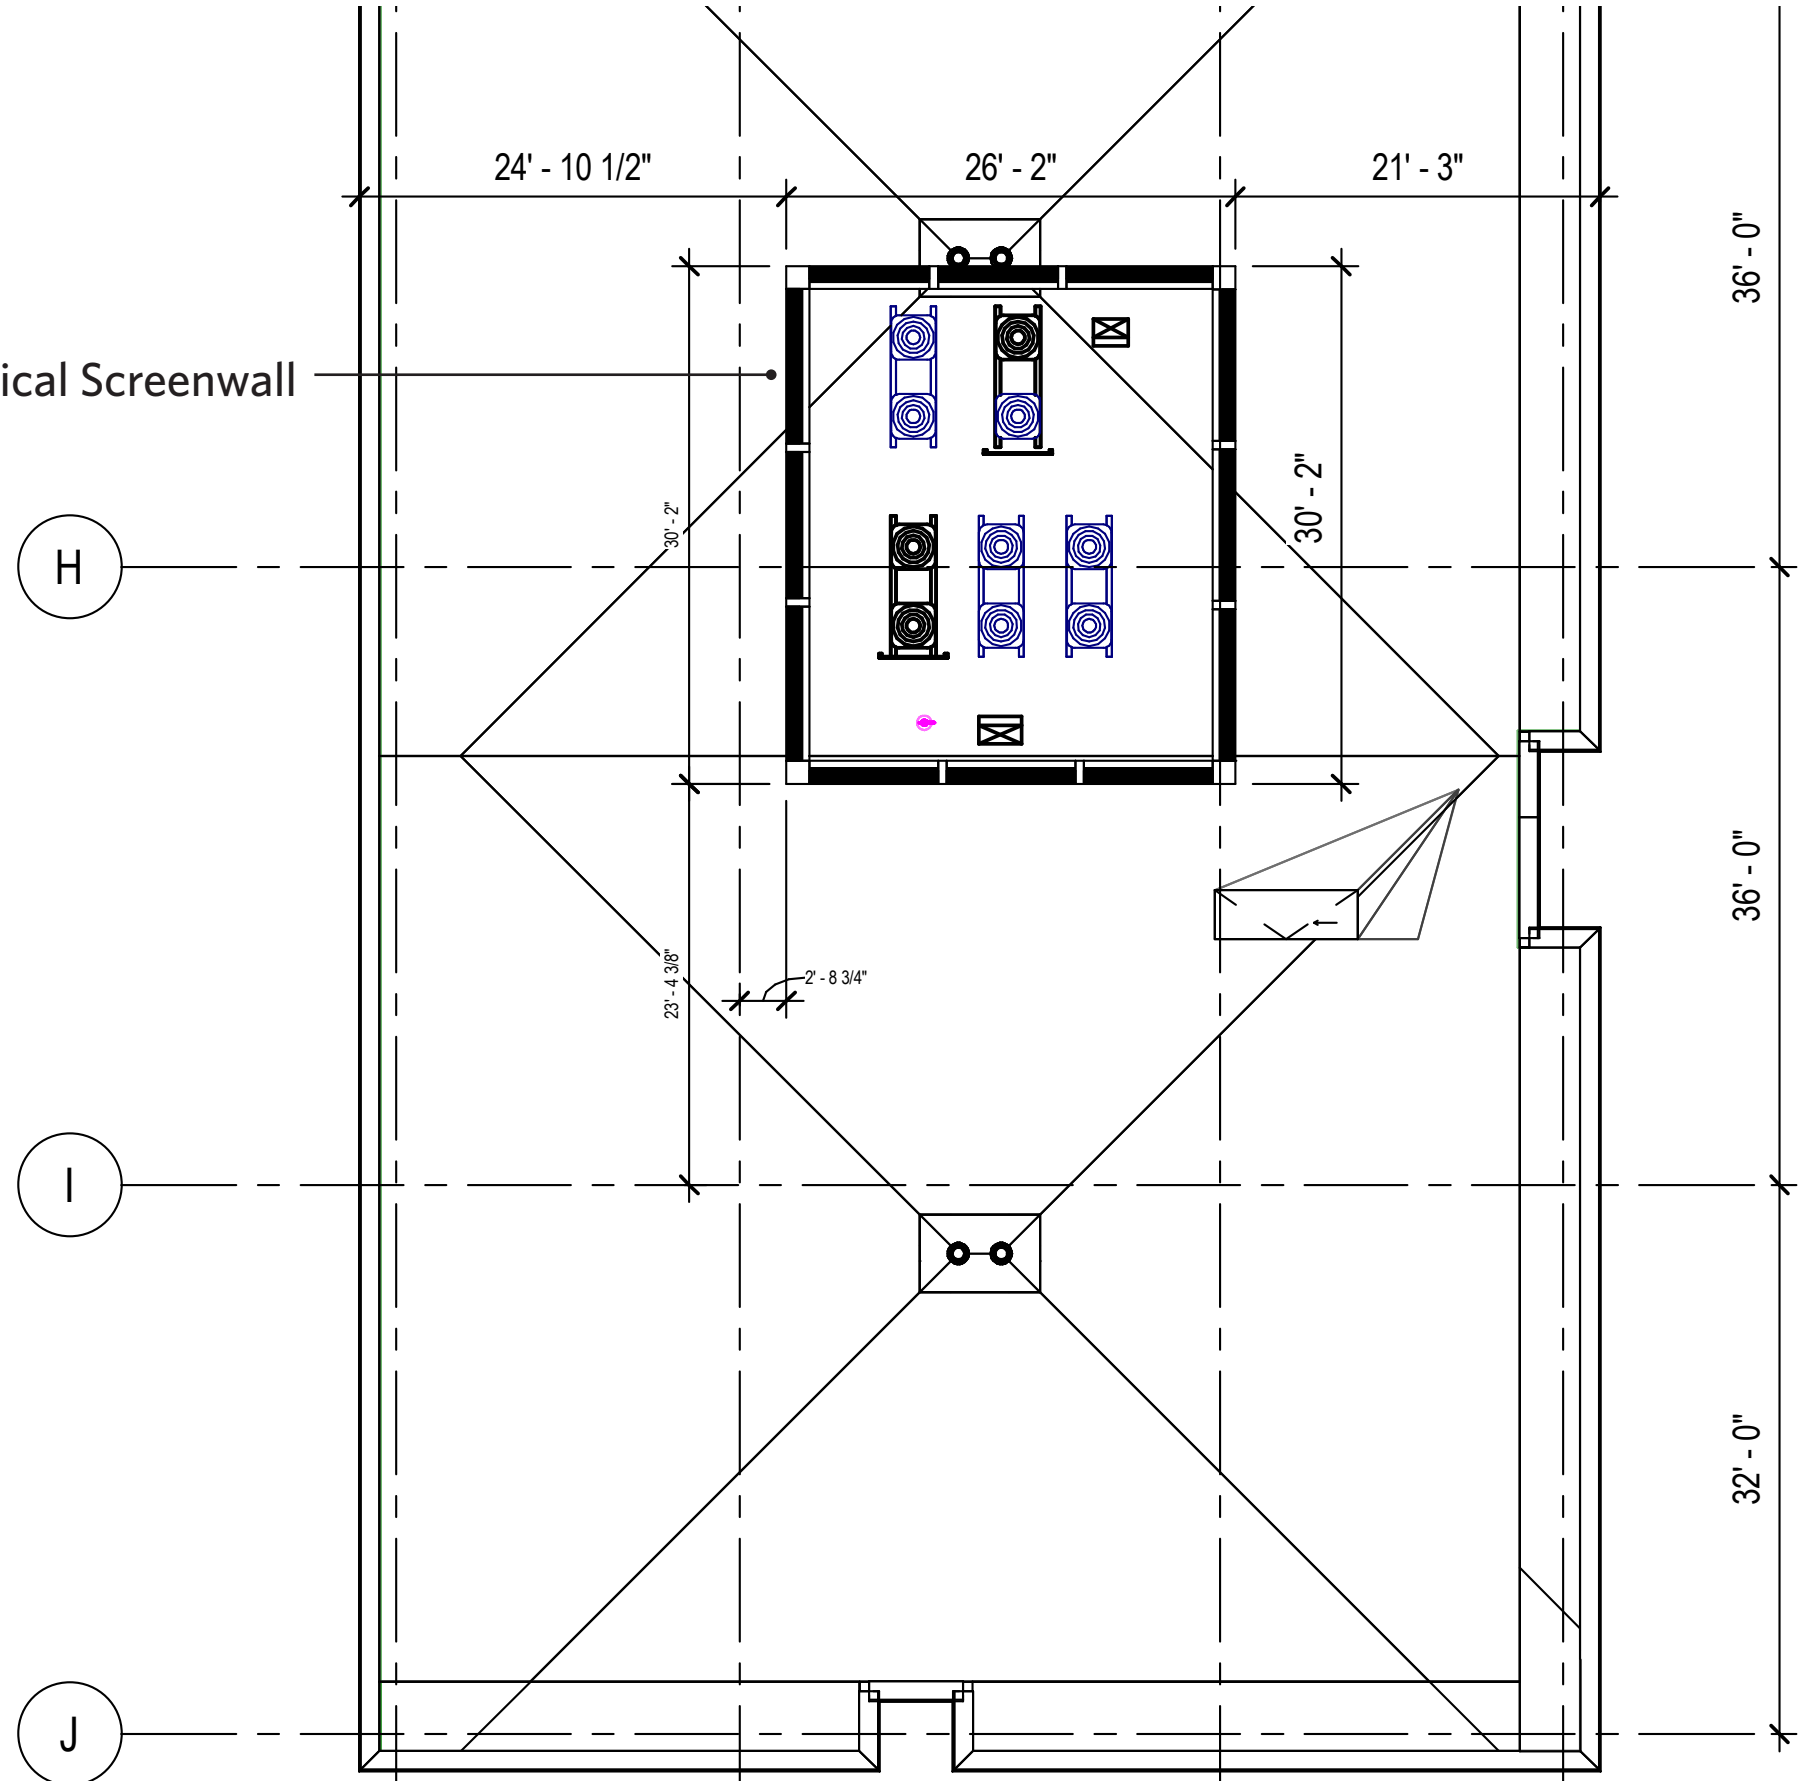 24' - 10 1/2"
26' - 2"
21' - 3"
36' - 0"
ical Screenwall
30' - 2"
30' - 2"
H
36' - 0"
23' - 4 3/8"
2' - 8 3/4"
I
32' - 0"
J